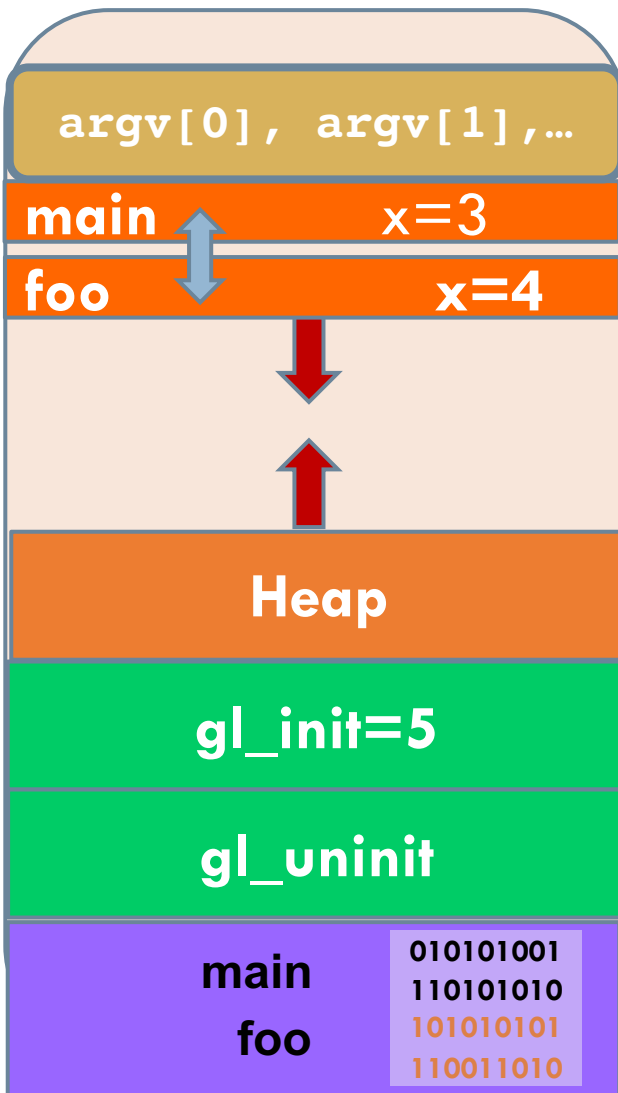 argv[0], argv[1],…
main x=3
foo x=4
Heap
gl_init=5
gl_uninit
main 010101001
110101010
foo 101010101
110011010